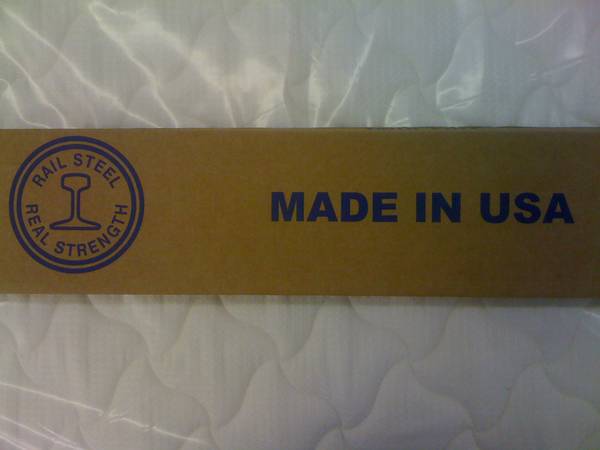 RAIL STEEL
REAL STRENGTH
MADE IN USA